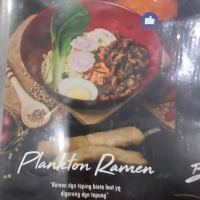 Plankton Ramen
"Ramen dgn toping biota laut yg
digoreng dgn tepung"
B